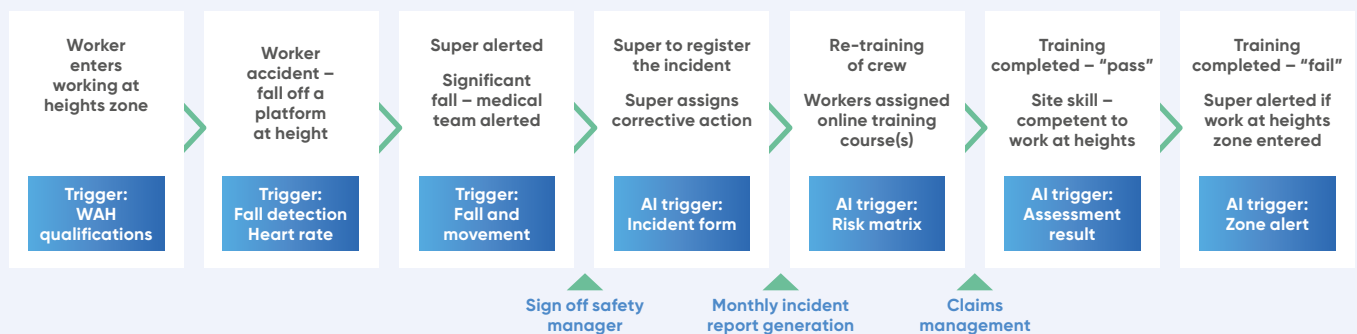 Worker
enters
working at
heights zone
Trigger:
WAH
qualifications
Worker
accident –
fall off a
platform
at height
Trigger:
Fall detection
Heart rate
Super alerted
Significant
fall – medical
team alerted
Trigger:
Fall and
movement
Super to register
the incident
Super assigns
corrective action
AI trigger:
Incident form
Re-training
of crew
Workers assigned
online training
course(s)
AI trigger:
Risk matrix
Training
completed – “pass”
Site skill –
competent to
work at heights
AI trigger:
Assessment
result
Training
completed – “fail”
Super alerted if
work at heights
zone entered
AI trigger:
Zone alert
Sign off safety
manager
Monthly incident
report generation
Claims
management